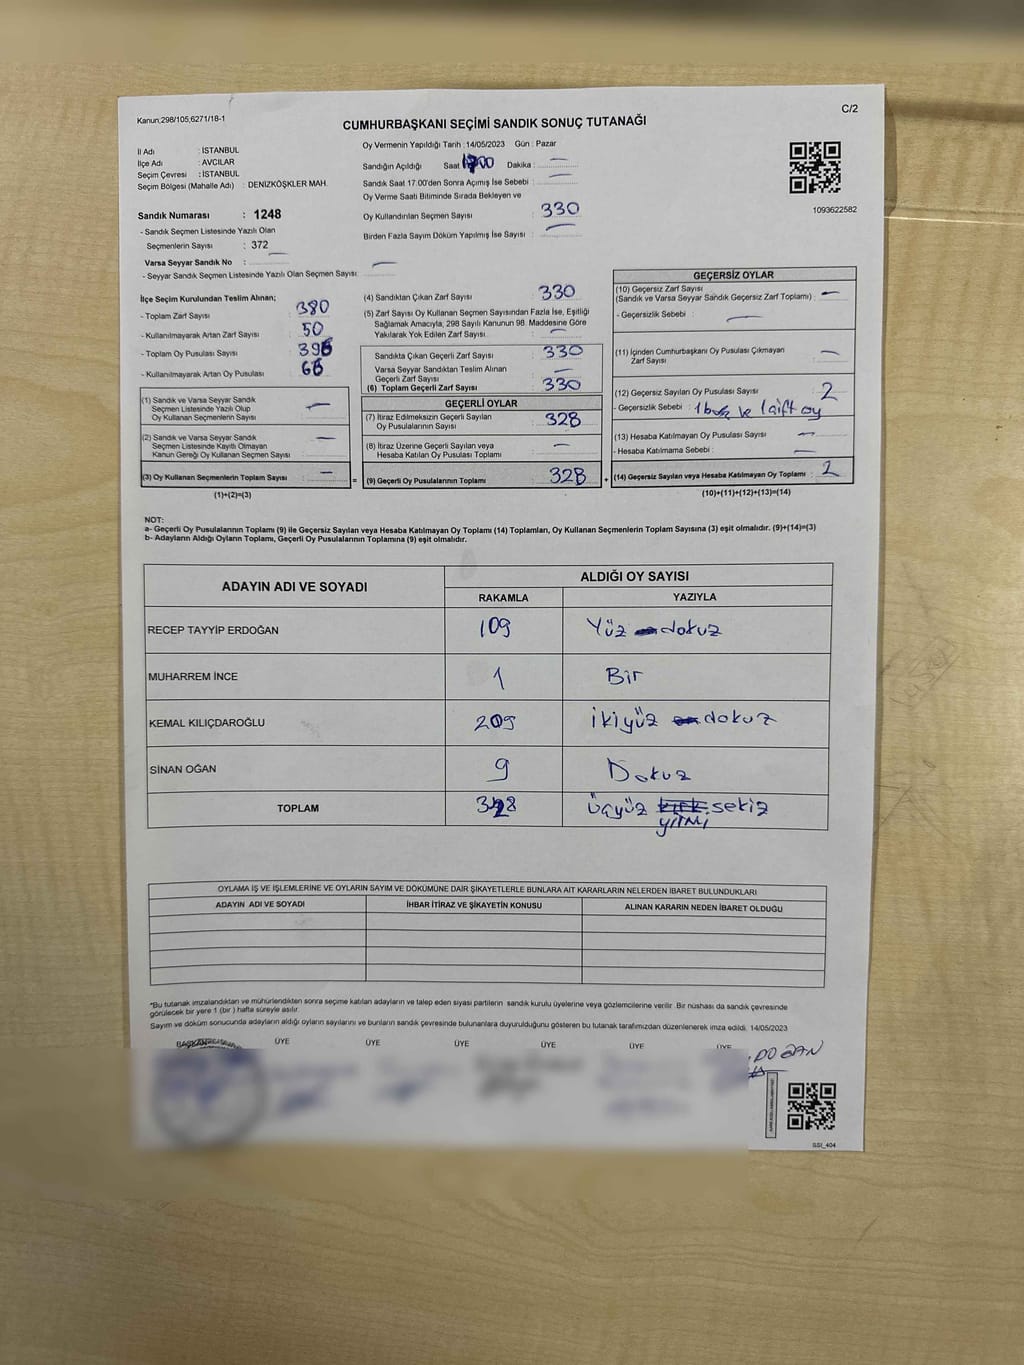 Kanun;298/105,6271/18-1
C/2
CUMHURBAŞKANI SEÇİMİ SANDIK SONUÇ TUTANAĞI
İl Adı : İSTANBUL
İlçe Adı : AVCILAR
Seçim Çevresi : İSTANBUL
Seçim Bölgesi (Mahalle Adı) : DENİZKÖŞKLER MAH.
Sandık Numarası : 1248
- Sandık Seçmen Listesinde Yazılı Olan
Seçmenlerin Sayısı : 372
Varsa Seyyar Sandık No : —
- Seyyar Sandık Seçmen Listesinde Yazılı Olan Seçmen Sayısı: —
Oy Vermenin Yapıldığı Tarih : 14/05/2023 Gün : Pazar
Sandığın Açıldığı Saat 1700 Dakika : —
Sandık Saat 17:00'den Sonra Açımış İse Sebebi : —
Oy Verme Saati Bitiminde Sırada Bekleyen ve
Oy Kullandırılan Seçmen Sayısı : 330
Birden Fazla Sayım Döküm Yapılmış İse Sayısı : —
1093622582
İlçe Seçim Kurulundan Teslim Alınan;
- Toplam Zarf Sayısı : 380
- Kullanılmayarak Artan Zarf Sayısı : 50
- Toplam Oy Pusulası Sayısı : 396
- Kullanılmayarak Artan Oy Pusulası : 66
(1) Sandık ve Varsa Seyyar Sandık
Seçmen Listesinde Yazılı Olup
Oy Kullanan Seçmenlerin Sayısı : —
(2) Sandık ve Varsa Seyyar Sandık
Seçmen Listesinde Kayıtlı Olmayan
Kanun Gereği Oy Kullanan Seçmen Sayısı : —
(3) Oy Kullanan Seçmenlerin Toplam Sayısı : — =
(1)+(2)=(3)
(4) Sandıktan Çıkan Zarf Sayısı : 330
(5) Zarf Sayısı Oy Kullanan Seçmen Sayısından Fazla İse, Eşitliği
Sağlamak Amacıyla, 298 Sayılı Kanunun 98. Maddesine Göre
Yakılarak Yok Edilen Zarf Sayısı : —
Sandıkta Çıkan Geçerli Zarf Sayısı : 330
Varsa Seyyar Sandıktan Teslim Alınan
Geçerli Zarf Sayısı : —
(6) Toplam Geçerli Zarf Sayısı : 330
GEÇERLİ OYLAR
(7) İtiraz Edilmeksizin Geçerli Sayılan
Oy Pusulalarının Sayısı : 328
(8) İtiraz Üzerine Geçerli Sayılan veya
Hesaba Katılan Oy Pusulası Toplamı : —
(9) Geçerli Oy Pusulalarının Toplamı : 328 +
GEÇERSİZ OYLAR
(10) Geçersiz Zarf Sayısı
(Sandık ve Varsa Seyyar Sandık Geçersiz Zarf Toplamı) : —
- Geçersizlik Sebebi : —
(11) İçinden Cumhurbaşkanı Oy Pusulası Çıkmayan
Zarf Sayısı : —
(12) Geçersiz Sayılan Oy Pusulası Sayısı : 2
- Geçersizlik Sebebi : 1 boş ve 1 çift oy
(13) Hesaba Katılmayan Oy Pusulası Sayısı : —
- Hesaba Katılmama Sebebi : —
(14) Geçersiz Sayılan veya Hesaba Katılmayan Oy Toplamı : 2
(10)+(11)+(12)+(13)=(14)
NOT:
a- Geçerli Oy Pusulalarının Toplamı (9) ile Geçersiz Sayılan veya Hesaba Katılmayan Oy Toplamı (14) Toplamları, Oy Kullanan Seçmenlerin Toplam Sayısına (3) eşit olmalıdır. (9)+(14)=(3)
b- Adayların Aldığı Oyların Toplamı, Geçerli Oy Pusulalarının Toplamına (9) eşit olmalıdır.
ADAYIN ADI VE SOYADI
ALDIĞI OY SAYISI
RAKAMLA YAZIYLA
RECEP TAYYİP ERDOĞAN 109 Yüz dokuz
MUHARREM İNCE 1 Bir
KEMAL KILIÇDAROĞLU 209 ikiyüz dokuz
SİNAN OĞAN 9 Dokuz
TOPLAM 328 üçyüz kırk sekiz
yirmi
OYLAMA İŞ VE İŞLEMLERİNE VE OYLARIN SAYIM VE DÖKÜMÜNE DAİR ŞİKAYETLERLE BUNLARA AİT KARARLARIN NELERDEN İBARET BULUNDUKLARI
ADAYIN ADI VE SOYADI İHBAR İTİRAZ VE ŞİKAYETİN KONUSU ALINAN KARARIN NEDEN İBARET OLDUĞU
*Bu tutanak imzalandıktan ve mühürlendikten sonra seçime katılan adayların ve talep eden siyasi partilerin sandık kurulu üyelerine veya gözlemcilerine verilir. Bir nüshası da sandık çevresinde
görülecek bir yere 1 (bir) hafta süreyle asılır.
Sayım ve döküm sonucunda adayların aldığı oyların sayılarını ve bunların sandık çevresinde bulunanlara duyurulduğunu gösteren bu tutanak tarafımızdan düzenlenerek imza edildi. 14/05/2023
BAŞKAN ÜYE ÜYE ÜYE ÜYE ÜYE ÜYE
DOĞAN
SSI_404